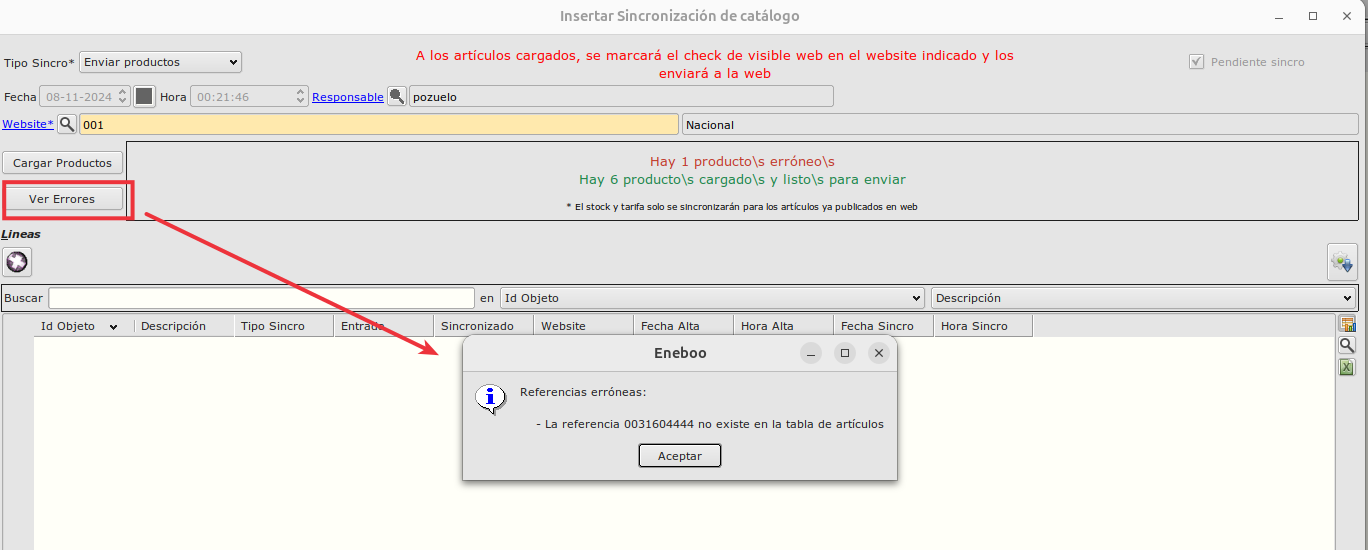 Insertar Sincronización de catálogo
Tipo Sincro* Enviar productos
A los artículos cargados, se marcará el check de visible web en el website indicado y los
enviará a la web
Pendiente sincro
Fecha 08-11-2024 Hora 00:21:46 Responsable pozuelo
Website* 001 Nacional
Cargar Productos
Hay 1 producto\s erróneo\s
Hay 6 producto\s cargado\s y listo\s para enviar
Ver Errores
* El stock y tarifa solo se sincronizarán para los artículos ya publicados en web
Lineas
Buscar en Id Objeto Descripción
Id Objeto Descripción Tipo Sincro Entrada Sincronizado Website Fecha Alta Hora Alta Fecha Sincro Hora Sincro
Eneboo
Referencias erróneas:
- La referencia 0031604444 no existe en la tabla de artículos
Aceptar